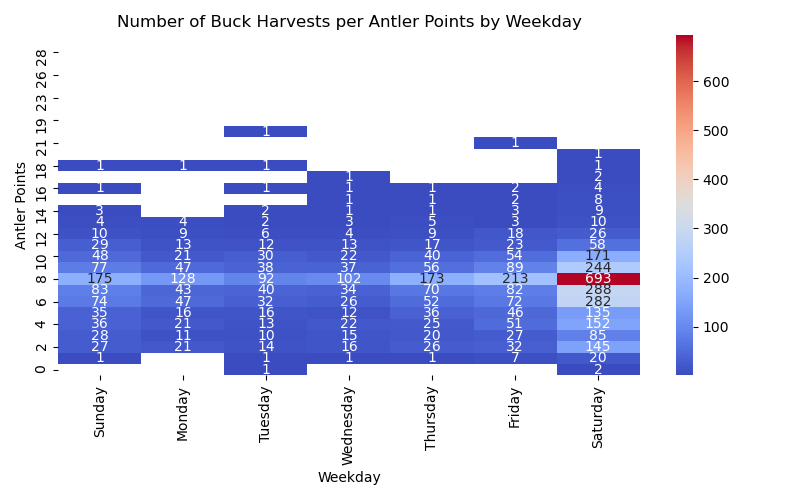 Number of Buck Harvests per Antler Points by Weekday
Antler Points
28
26
23
19
1
21 1
1
18 1 1 1 1
1 2
16 1 1 1 1 2 4
1 1 2 8
14 3 2 1 1 3 9
4 4 2 3 5 3 10
12 10 9 6 4 9 18 26
29 13 12 13 17 23 58
10 48 21 30 22 40 54 171
77 47 38 37 56 89 244
8 175 128 92 102 173 213 693
83 43 40 34 70 82 288
6 74 47 32 26 52 72 282
35 16 16 12 36 46 135
4 36 21 13 22 25 51 152
28 11 10 15 20 27 85
2 27 21 14 16 26 32 145
1 1 1 1 7 20
0 1 2
Sunday
Monday
Tuesday
Wednesday
Thursday
Friday
Saturday
Weekday
600
500
400
300
200
100